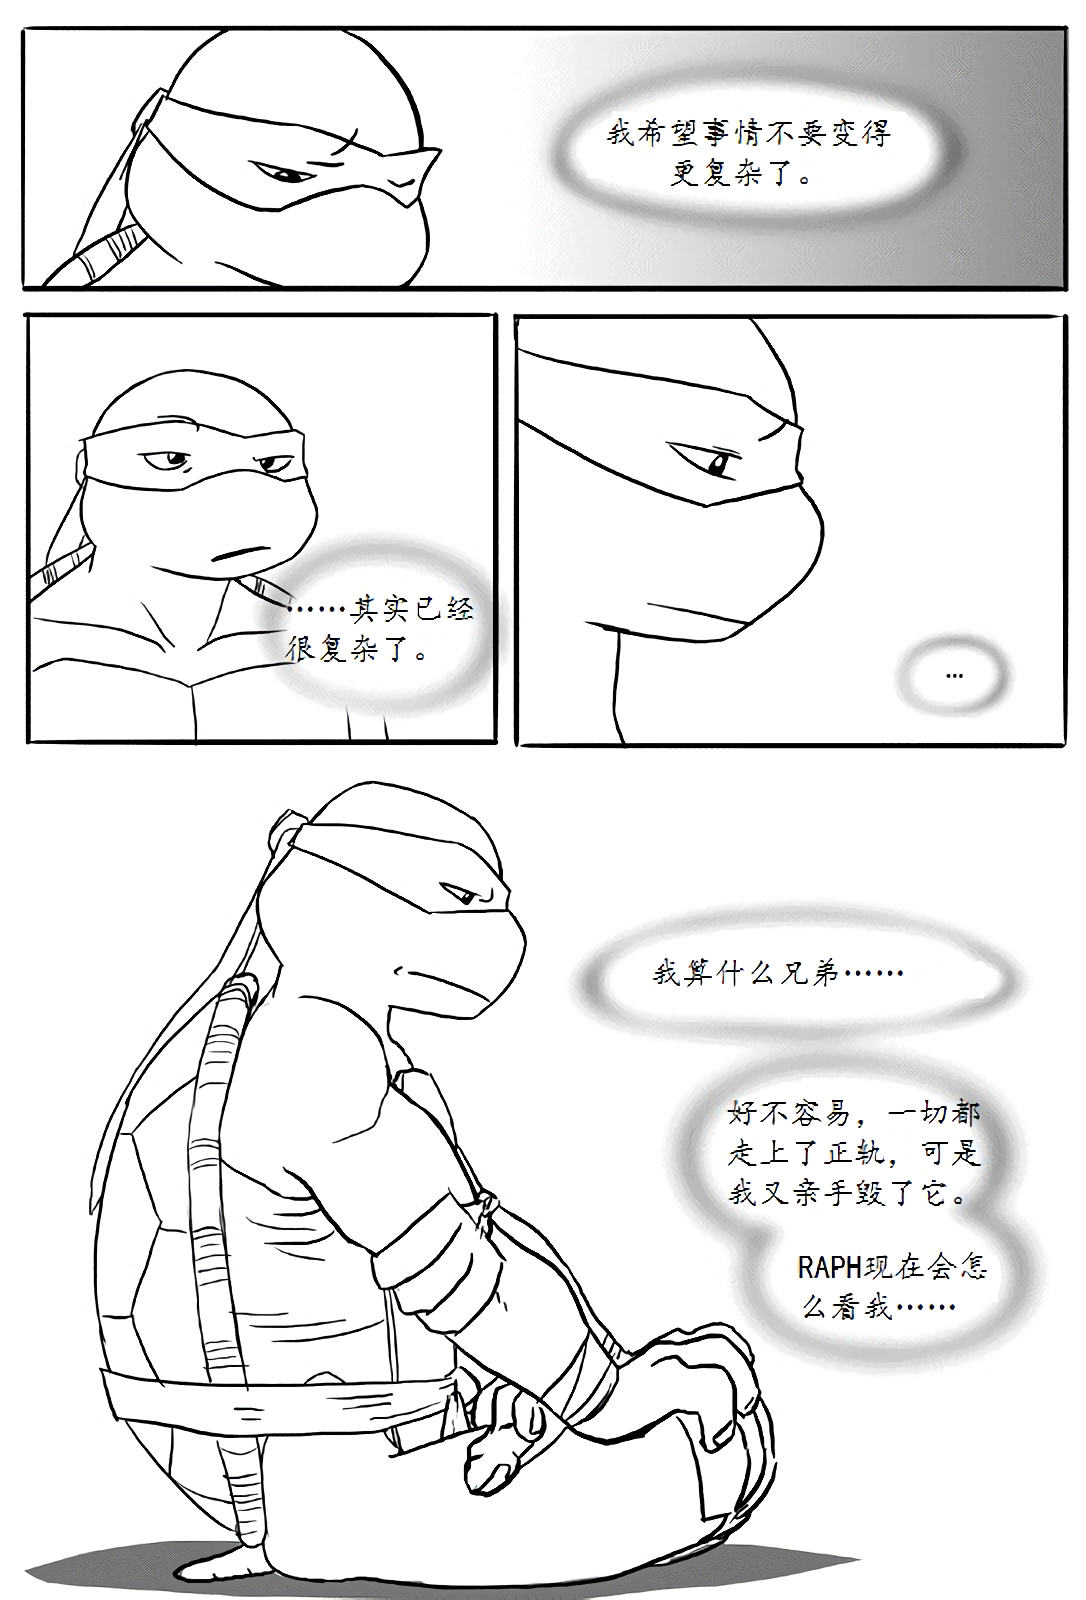 我希望事情不要变得
更复杂了。
……其实已经
很复杂了。
…
我算什么兄弟……
好不容易，一切都
走上了正轨，可是
我又亲手毁了它。
RAPH现在会怎
么看我……